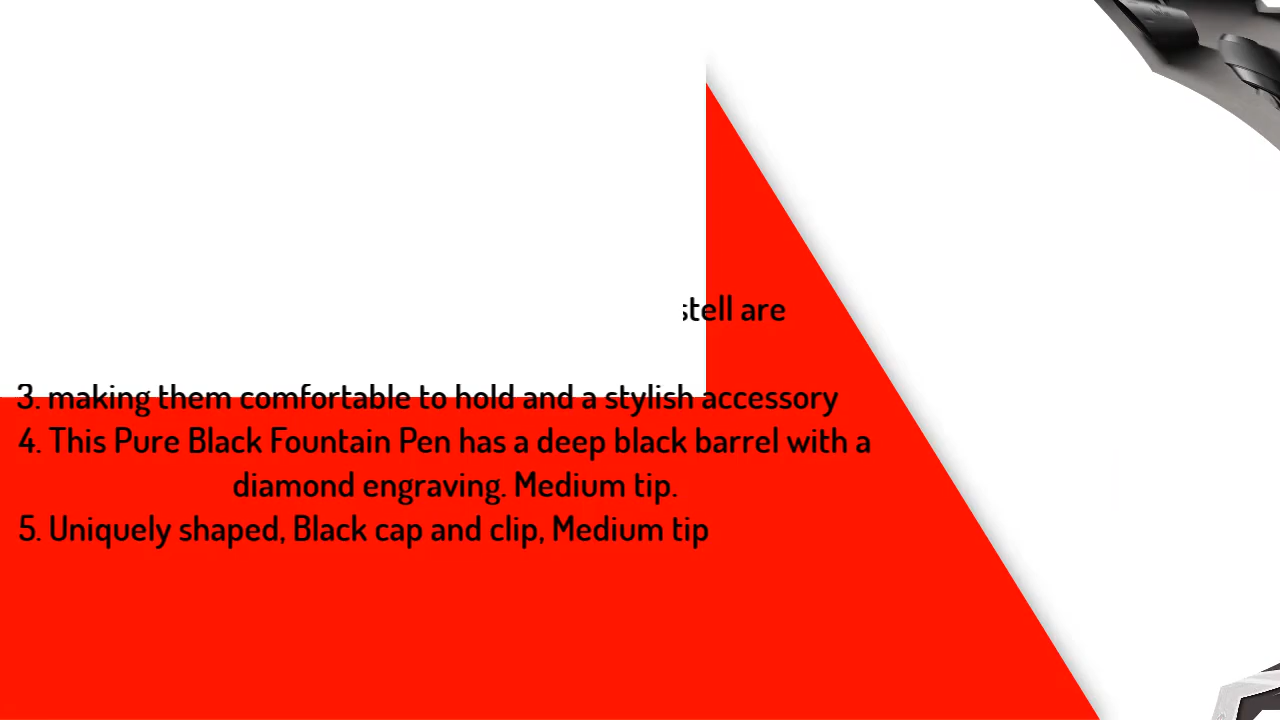 stell are
3. making them comfortable to hold and a stylish accessory
4. This Pure Black Fountain Pen has a deep black barrel with a
diamond engraving. Medium tip.
5. Uniquely shaped, Black cap and clip, Medium tip